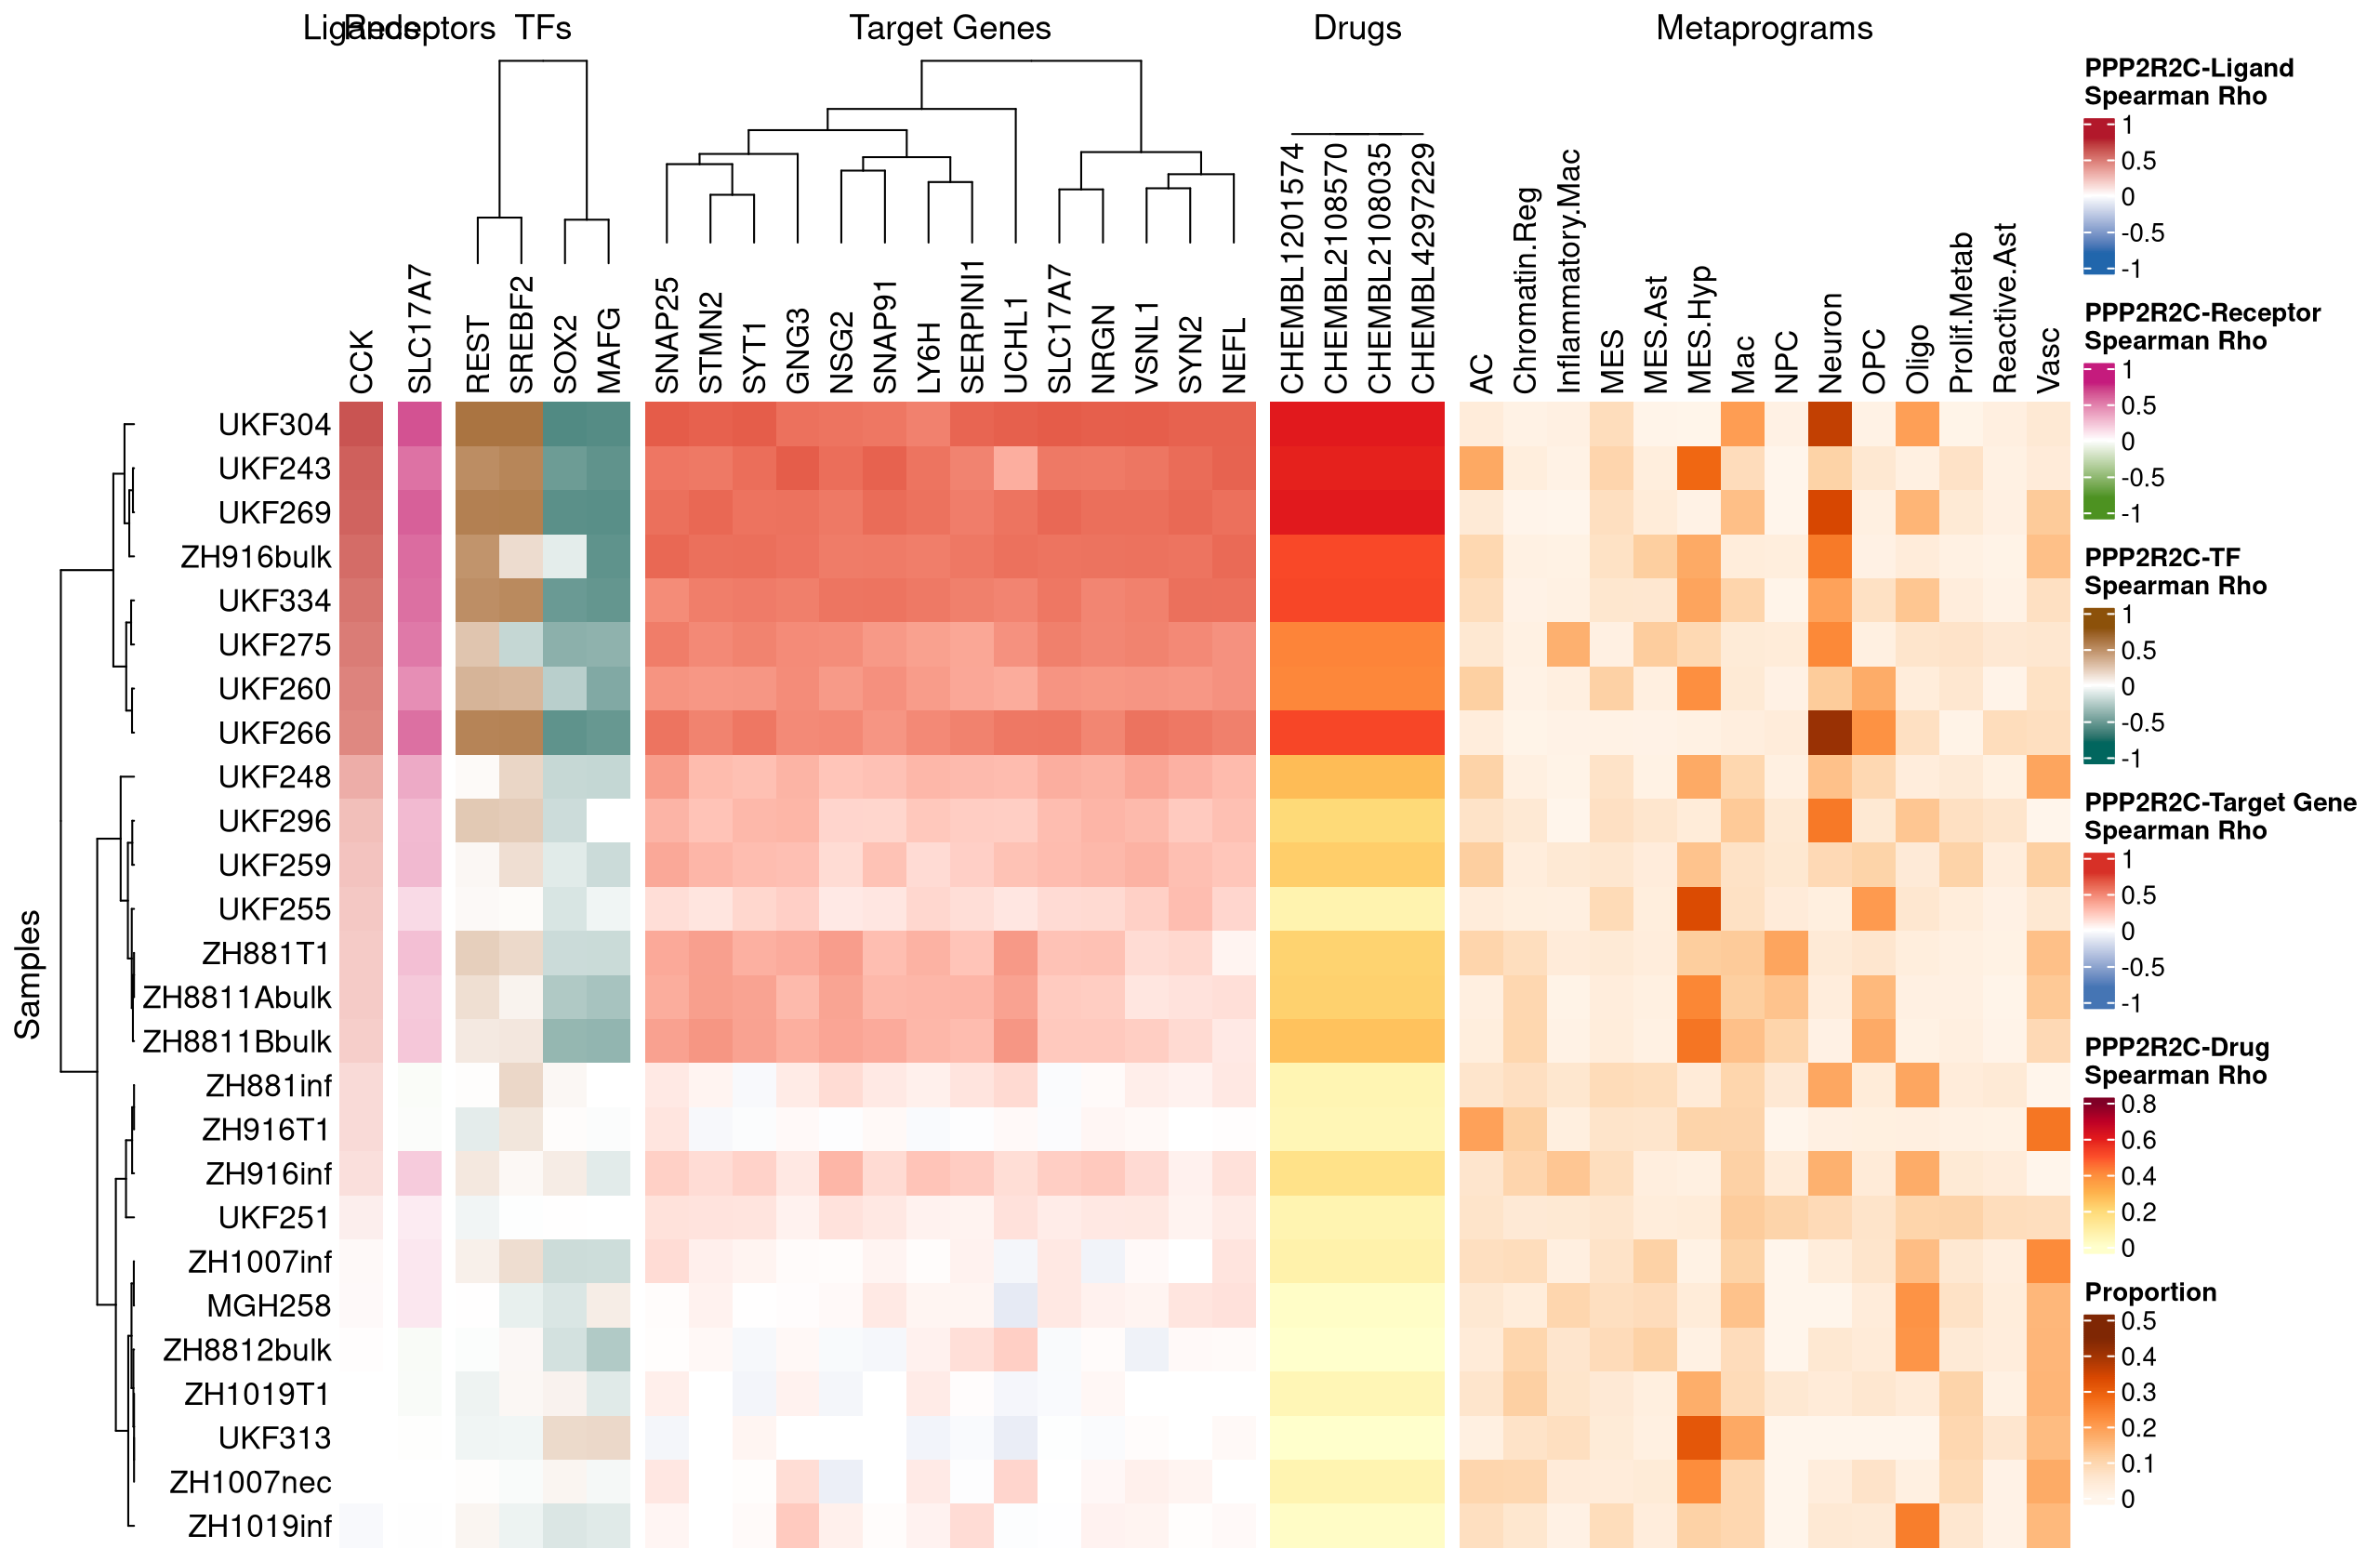 Ligands
Receptors
TFs
Target Genes
Drugs
Metaprograms
CCK
SLC17A7
REST
SREBF2
SOX2
MAFG
SNAP25
STMN2
SYT1
GNG3
NSG2
SNAP91
LY6H
SERPINI1
UCHL1
SLC17A7
NRGN
VSNL1
SYN2
NEFL
CHEMBL1201574
CHEMBL2108570
CHEMBL2108035
CHEMBL4297229
AC
Chromatin.Reg
Inflammatory.Mac
MES
MES.Ast
MES.Hyp
Mac
NPC
Neuron
OPC
Oligo
Prolif.Metab
Reactive.Ast
Vasc
Samples
UKF304
UKF243
UKF269
ZH916bulk
UKF334
UKF275
UKF260
UKF266
UKF248
UKF296
UKF259
UKF255
ZH881T1
ZH8811Abulk
ZH8811Bbulk
ZH881inf
ZH916T1
ZH916inf
UKF251
ZH1007inf
MGH258
ZH8812bulk
ZH1019T1
UKF313
ZH1007nec
ZH1019inf
PPP2R2C-Ligand
Spearman Rho
1
0.5
0
-0.5
-1
PPP2R2C-Receptor
Spearman Rho
1
0.5
0
-0.5
-1
PPP2R2C-TF
Spearman Rho
1
0.5
0
-0.5
-1
PPP2R2C-Target Gene
Spearman Rho
1
0.5
0
-0.5
-1
PPP2R2C-Drug
Spearman Rho
0.8
0.6
0.4
0.2
0
Proportion
0.5
0.4
0.3
0.2
0.1
0